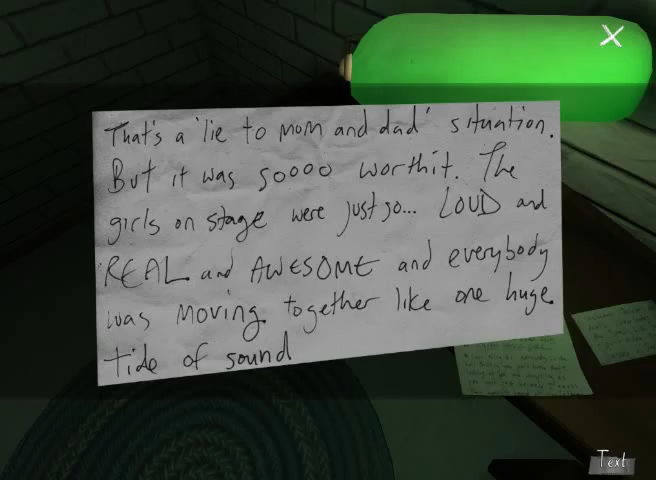 X
That's a 'lie to mom and dad' situation.
But it was soooo worthit. The
girls on stage were just so... LOUD and
REAL and AWESOME and everybody
was moving together like one huge
tide of sound
Text